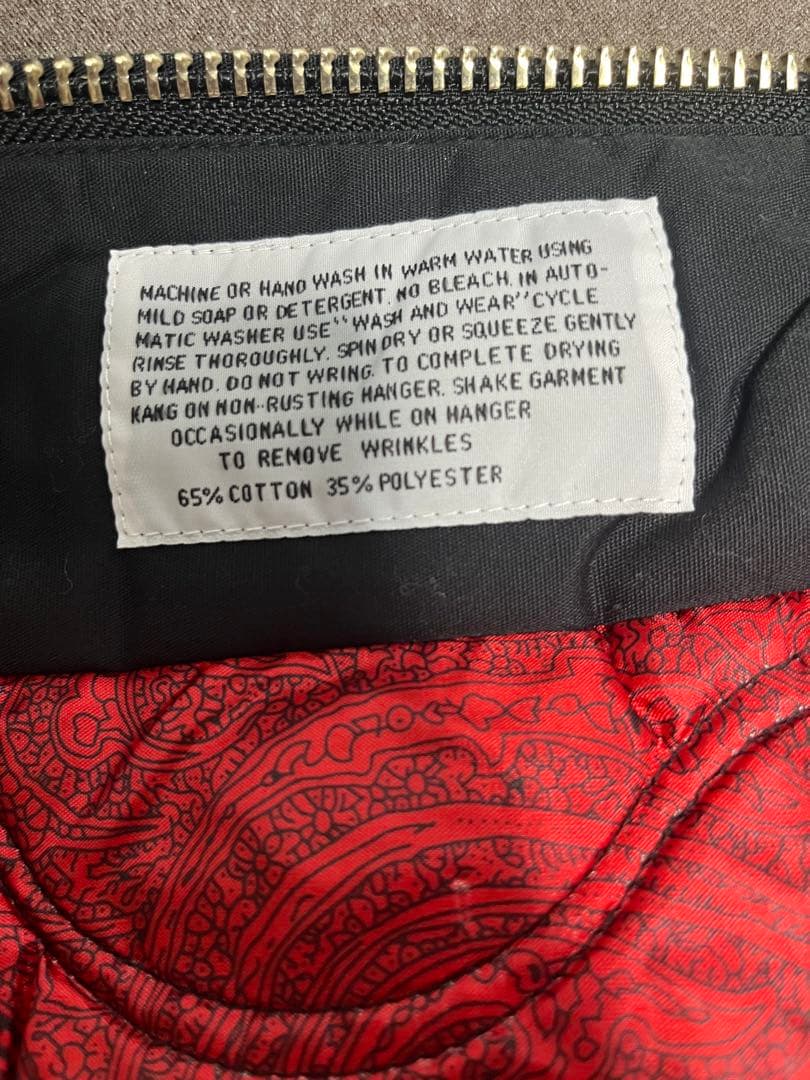 MACHINE OR HAND WASH IN WARM WATER USING
MILD SOAP OR DETERGENT. NO BLEACH. IN AUTO-
MATIC WASHER USE "WASH AND WEAR" CYCLE
RINSE THOROUGHLY. SPIN DRY OR SQUEEZE GENTLY
BY HAND. DO NOT WRING. TO COMPLETE DRYING
KANG ON NON-RUSTING HANGER. SHAKE GARMENT
OCCASIONALLY WHILE ON HANGER
TO REMOVE WRINKLES
65% COTTON 35% POLYESTER